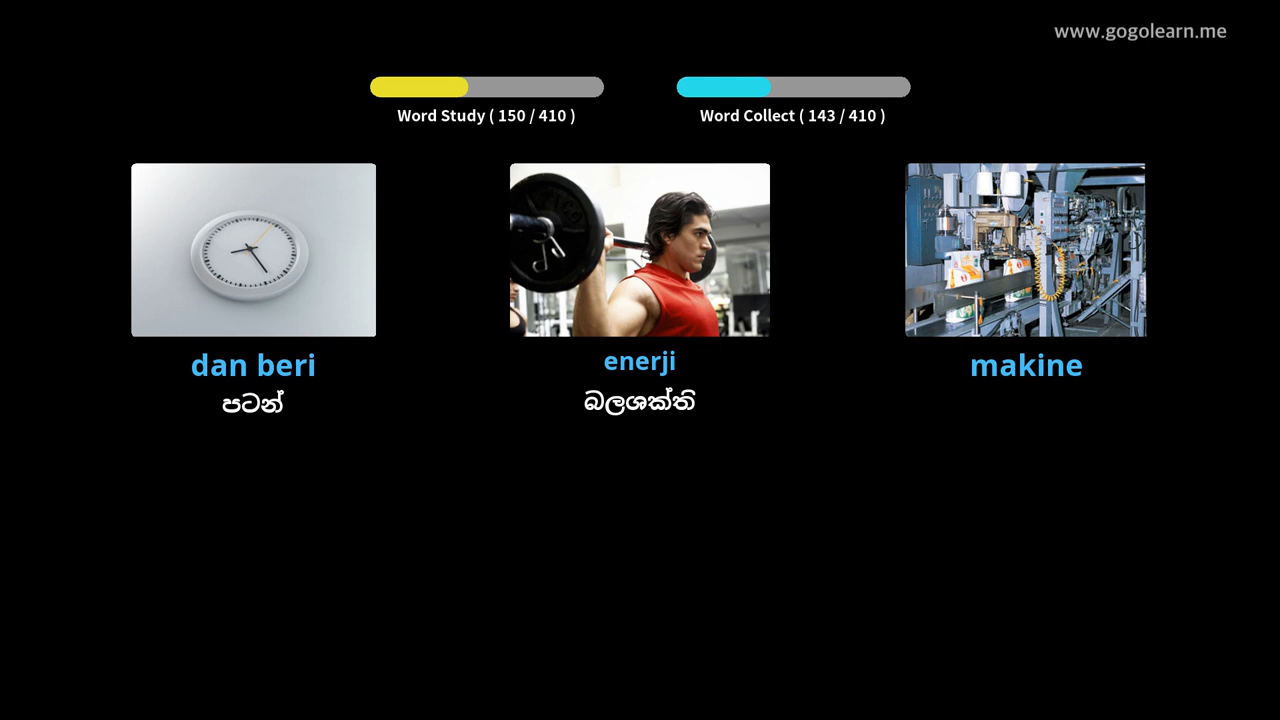 www.gogolearn.me
Word Study ( 150 / 410 )
Word Collect ( 143 / 410 )
dan beri
පටන්
enerji
බලශක්ති
makine